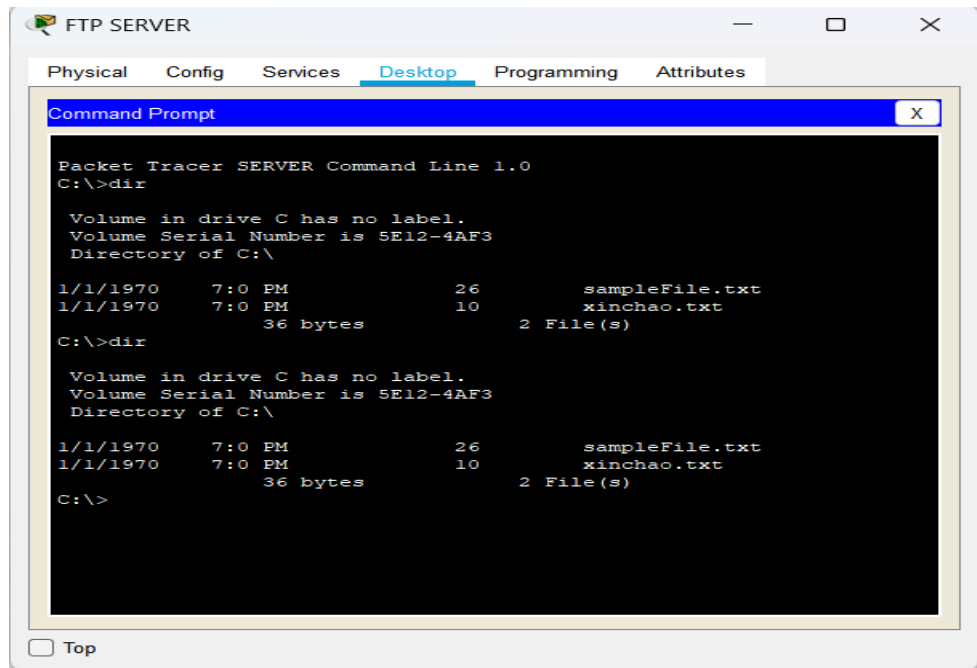 FTP SERVER
Physical Config Services Desktop Programming Attributes
Command Prompt X
Packet Tracer SERVER Command Line 1.0
C:\>dir
Volume in drive C has no label.
Volume Serial Number is 5E12-4AF3
Directory of C:\
1/1/1970 7:0 PM 26 sampleFile.txt
1/1/1970 7:0 PM 10 xinchao.txt
36 bytes 2 File(s)
C:\>dir
Volume in drive C has no label.
Volume Serial Number is 5E12-4AF3
Directory of C:\
1/1/1970 7:0 PM 26 sampleFile.txt
1/1/1970 7:0 PM 10 xinchao.txt
36 bytes 2 File(s)
C:\>
Top